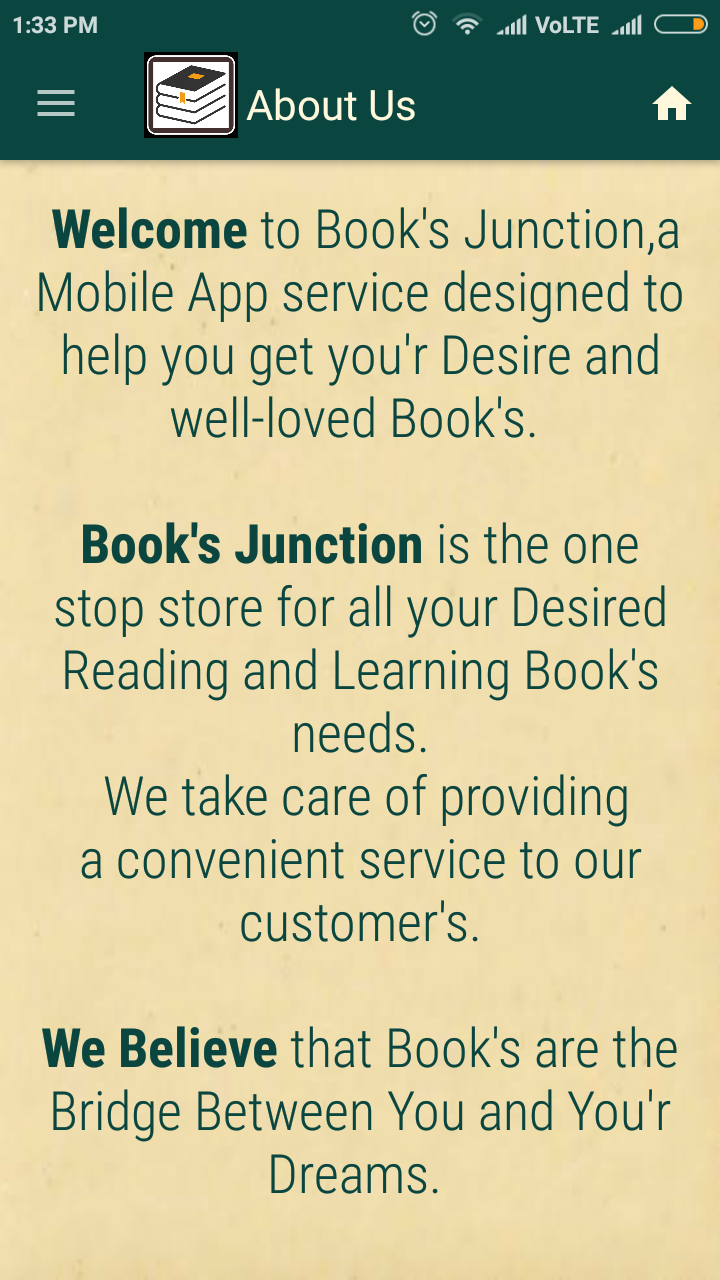 1:33 PM VoLTE
About Us
Welcome to Book's Junction,a
Mobile App service designed to
help you get you'r Desire and
well-loved Book's.
Book's Junction is the one
stop store for all your Desired
Reading and Learning Book's
needs.
We take care of providing
a convenient service to our
customer's.
We Believe that Book's are the
Bridge Between You and You'r
Dreams.